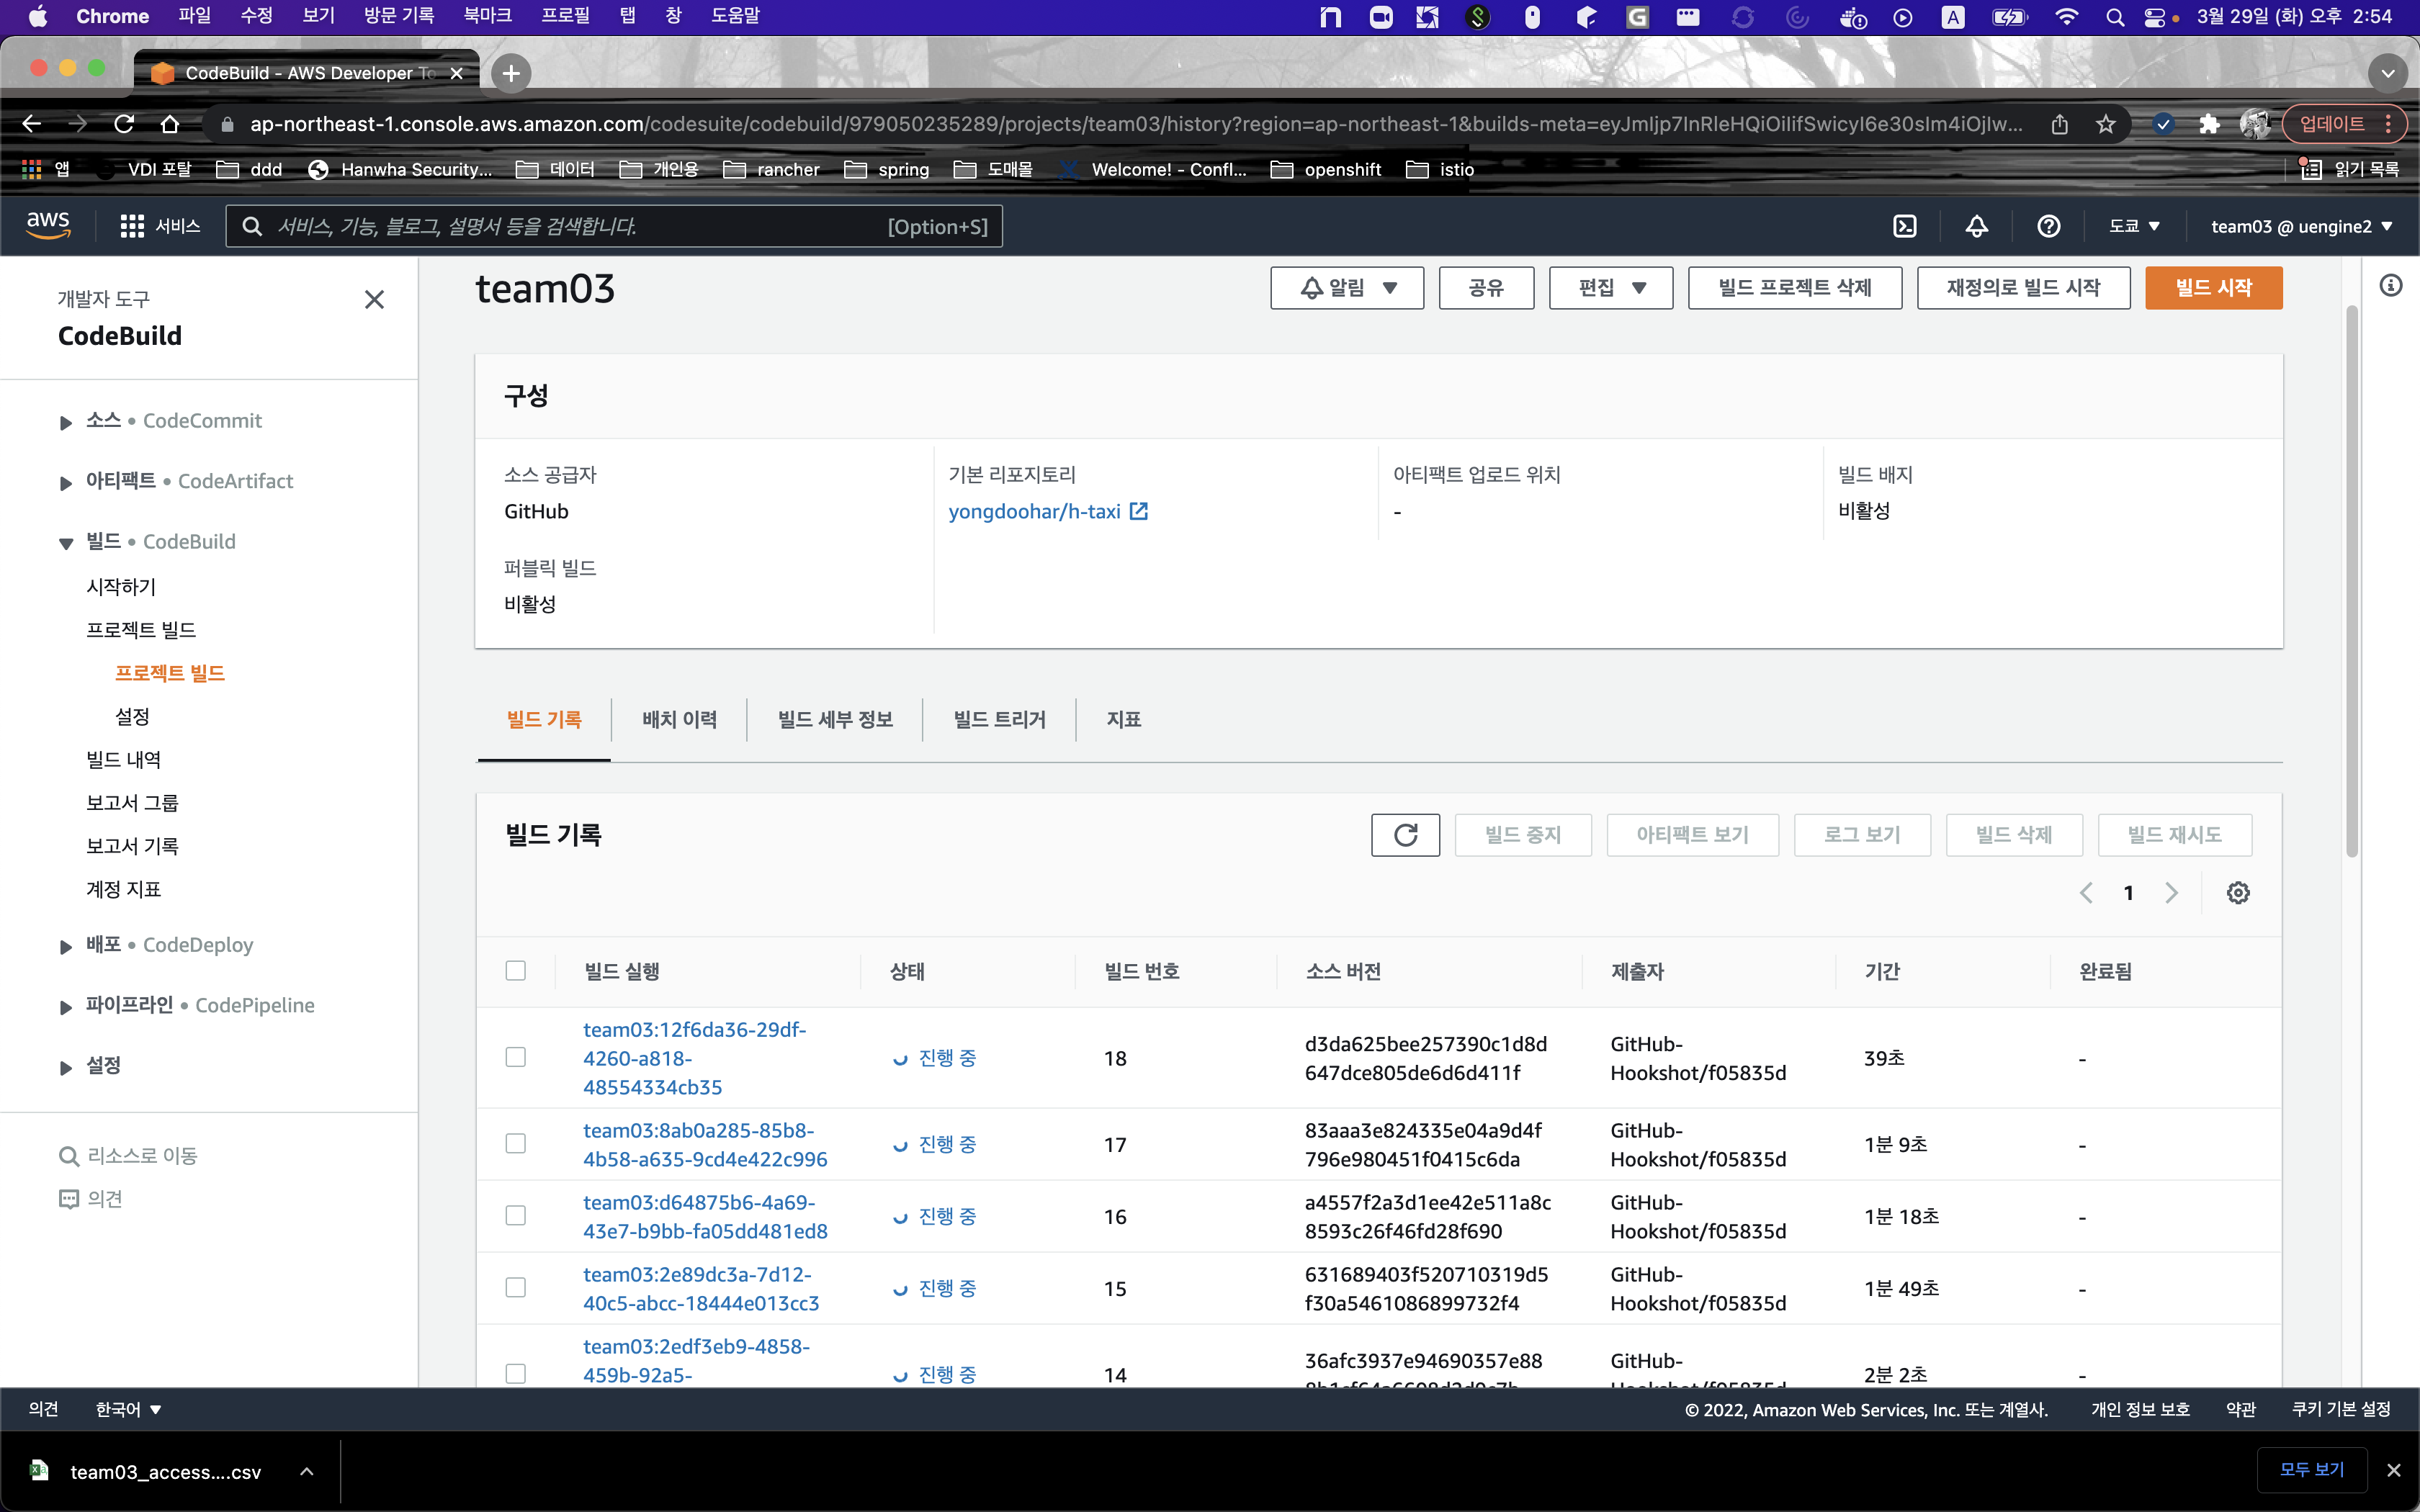 Chrome 파일 수정 보기 방문 기록 북마크 프로필 탭 창 도움말 3월 29일 (화) 오후 2:54
CodeBuild - AWS Developer To
ap-northeast-1.console.aws.amazon.com/codesuite/codebuild/979050235289/projects/team03/history?region=ap-northeast-1&builds-meta=
업데이트
앱 VDI 포탈 ddd Hanwha Security... 데이터 개인용 rancher spring 도매몰 Welcome! - Confl... openshift istio 읽기 목록
aws 서비스 서비스, 기능, 블로그, 설명서 등을 검색합니다. [Option+S] 도쿄 team03 @ uengine2
개발자 도구
CodeBuild
소스 • CodeCommit
아티팩트 • CodeArtifact
빌드 • CodeBuild
시작하기
프로젝트 빌드
프로젝트 빌드
설정
빌드 내역
보고서 그룹
보고서 기록
계정 지표
배포 • CodeDeploy
파이프라인 • CodePipeline
설정
리소스로 이동
의견
team03
알림 공유 편집 빌드 프로젝트 삭제 재정의로 빌드 시작 빌드 시작
구성
소스 공급자
GitHub
기본 리포지토리
yongdoohar/h-taxi
아티팩트 업로드 위치
-
빌드 배지
비활성
퍼블릭 빌드
비활성
빌드 기록 배치 이력 빌드 세부 정보 빌드 트리거 지표
빌드 기록
빌드 중지 아티팩트 보기 로그 보기 빌드 삭제 빌드 재시도
1
빌드 실행 상태 빌드 번호 소스 버전 제출자 기간 완료됨
team03:12f6da36-29df-
4260-a818-
48554334cb35
진행 중
18
d3da625bee257390c1d8d
647dce805de6d6d411f
GitHub-
Hookshot/f05835d
39초
-
team03:8ab0a285-85b8-
4b58-a635-9cd4e422c996
진행 중
17
83aaa3e824335e04a9d4f
796e980451f0415c6da
GitHub-
Hookshot/f05835d
1분 9초
-
team03:d64875b6-4a69-
43e7-b9bb-fa05dd481ed8
진행 중
16
a4557f2a3d1ee42e511a8c
8593c26f46fd28f690
GitHub-
Hookshot/f05835d
1분 18초
-
team03:2e89dc3a-7d12-
40c5-abcc-18444e013cc3
진행 중
15
631689403f520710319d5
f30a5461086899732f4
GitHub-
Hookshot/f05835d
1분 49초
-
team03:2edf3eb9-4858-
459b-92a5-
진행 중
14
36afc3937e94690357e88
GitHub-
2분 2초
-
의견 한국어 © 2022, Amazon Web Services, Inc. 또는 계열사. 개인 정보 보호 약관 쿠키 기본 설정
team03_access....csv 모두 보기